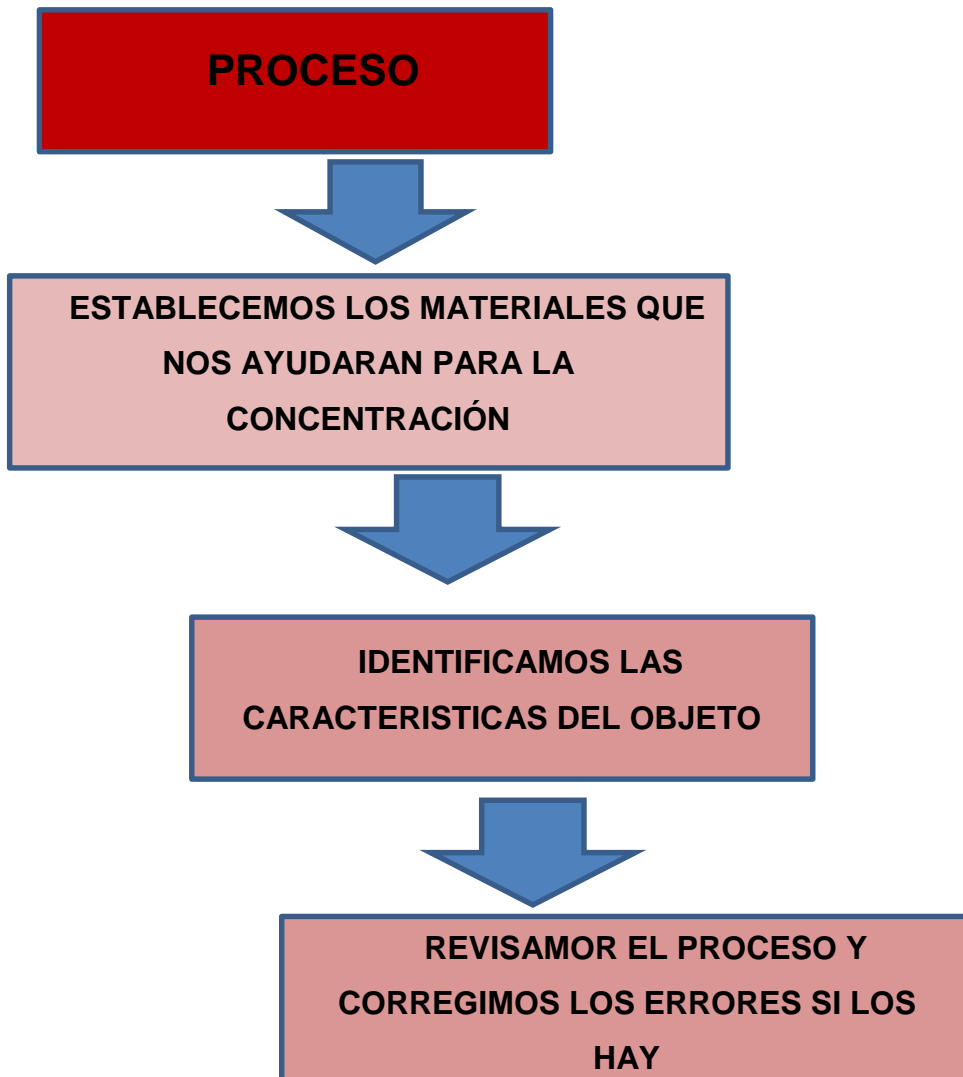 PROCESO
ESTABLECEMOS LOS MATERIALES QUE
NOS AYUDARAN PARA LA
CONCENTRACIÓN
IDENTIFICAMOS LAS
CARACTERISTICAS DEL OBJETO
REVISAMOR EL PROCESO Y
CORREGIMOS LOS ERRORES SI LOS
HAY